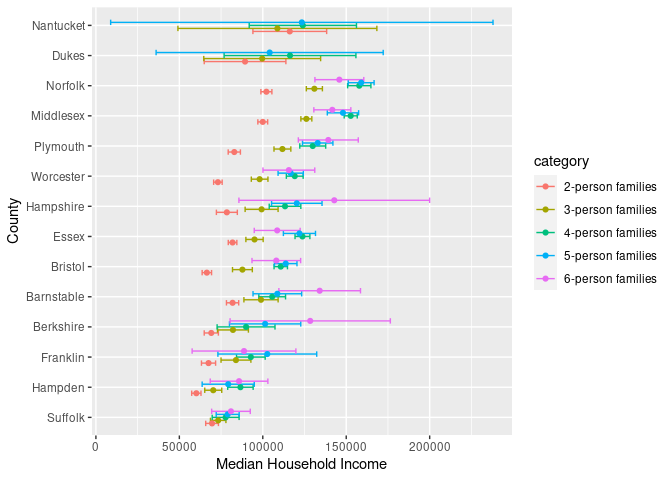 Nantucket
Dukes
Norfolk
Middlesex
Plymouth
Worcester
Hampshire
Essex
Bristol
Barnstable
Berkshire
Franklin
Hampden
Suffolk
County
0 50000 100000 150000 200000
Median Household Income
category
2-person families
3-person families
4-person families
5-person families
6-person families